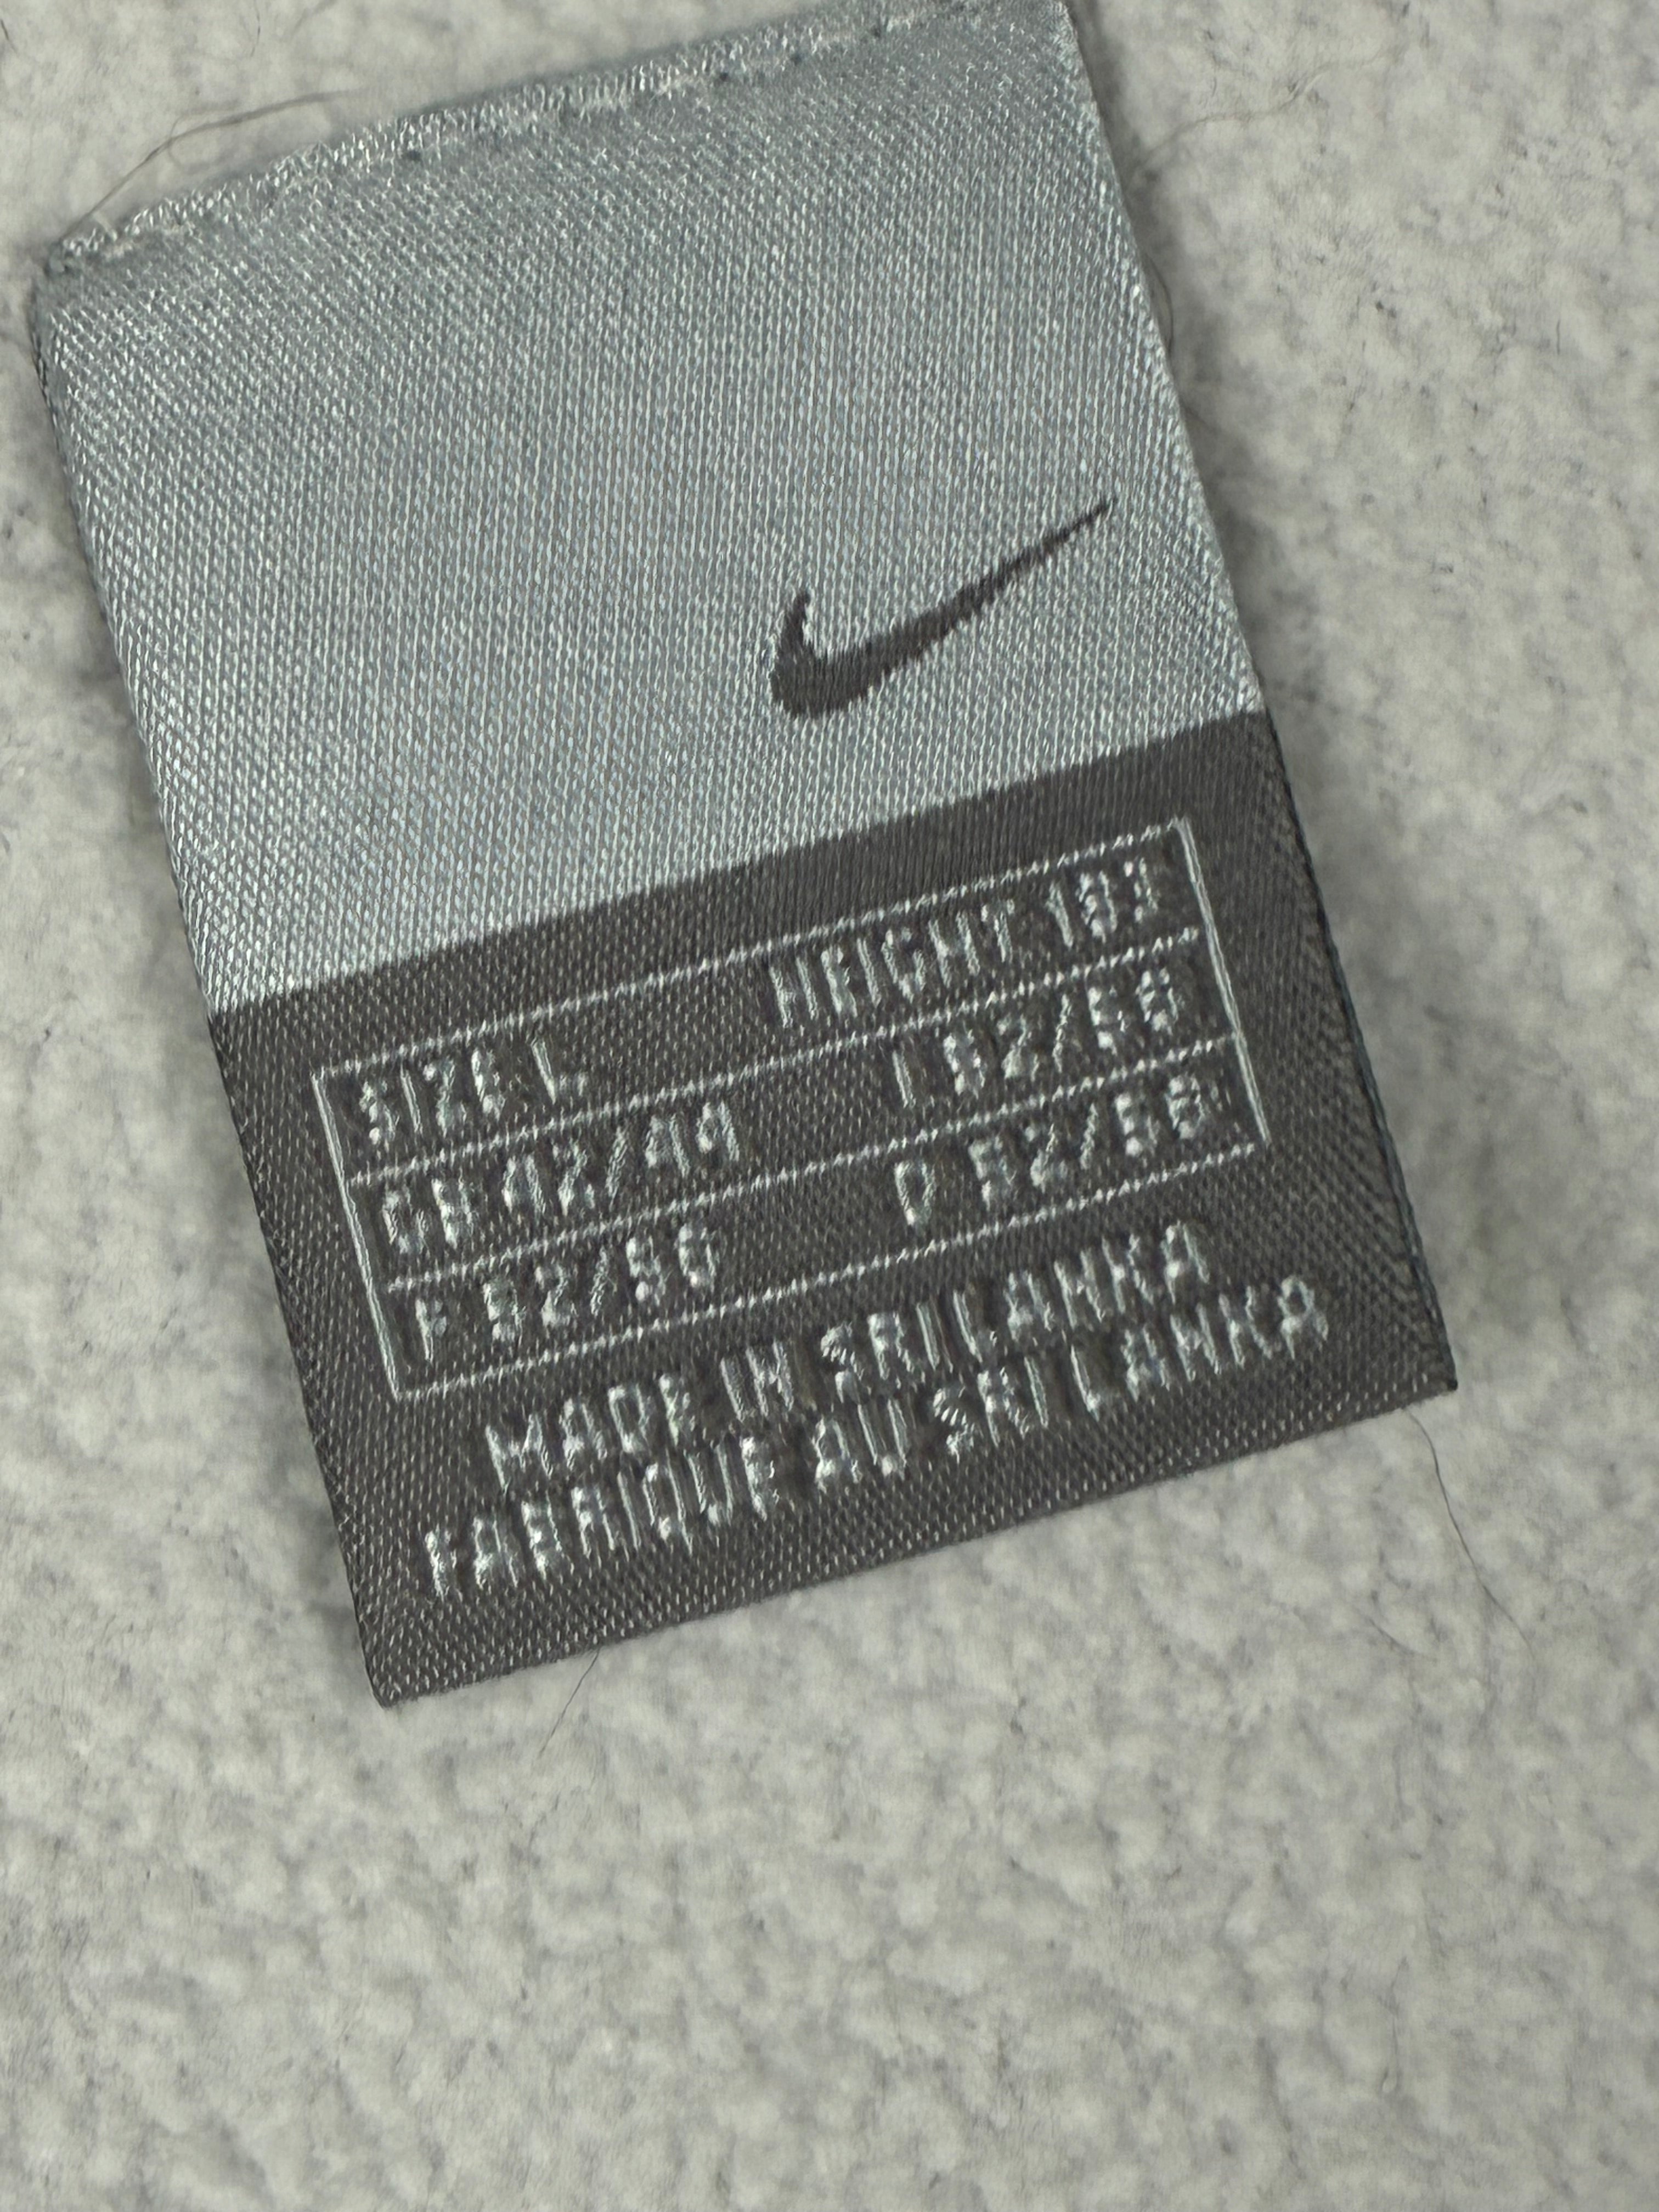 SIZE L HEIGHT 183
GB 42/44 I 52/56
F 52/56 D 52/56
MADE IN SRI LANKA
FABRIQUE AU SRI LANKA